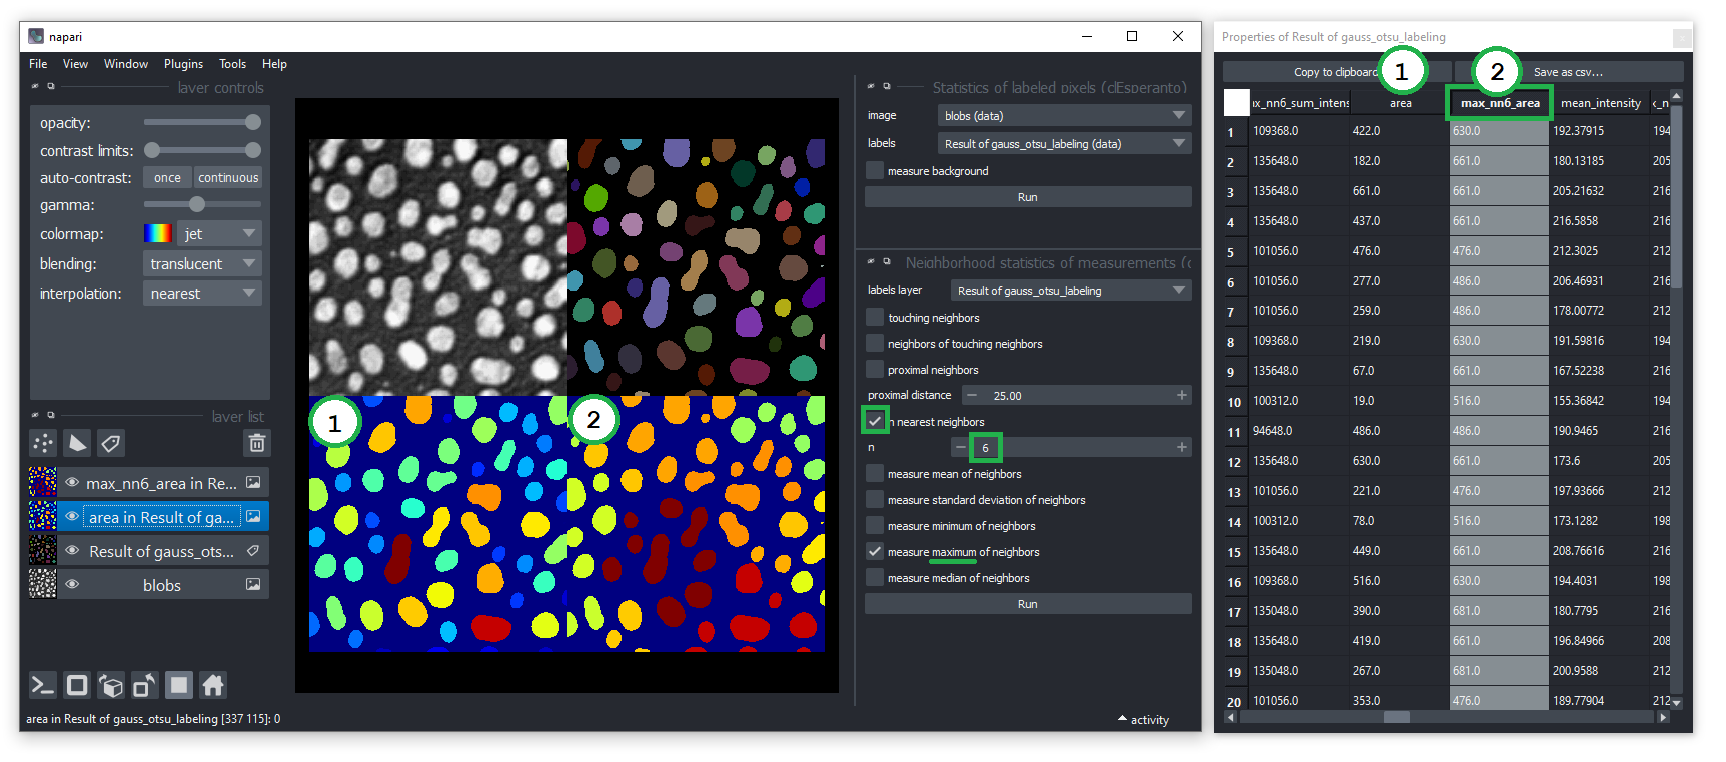 napari
File View Window Plugins Tools Help
layer controls
opacity:
contrast limits:
auto-contrast: once continuous
gamma:
colormap: jet
blending: translucent
interpolation: nearest
layer list
max_nn6_area in Re...
area in Result of ga...
Result of gauss_ots...
blobs
1
2
area in Result of gauss_otsu_labeling [337 115]: 0
activity
Statistics of labeled pixels (clEsperanto)
image blobs (data)
labels Result of gauss_otsu_labeling (data)
measure background
Run
Neighborhood statistics of measurements (c
labels layer Result of gauss_otsu_labeling
touching neighbors
neighbors of touching neighbors
proximal neighbors
proximal distance − 25.00 +
n nearest neighbors
n − 6 +
measure mean of neighbors
measure standard deviation of neighbors
measure minimum of neighbors
measure maximum of neighbors
measure median of neighbors
Run
Properties of Result of gauss_otsu_labeling
Copy to clipboard 1 2 Save as csv...
ıx_nn6_sum_intens area max_nn6_area mean_intensity x_n
1 109368.0 422.0 630.0 192.37915 194
2 135648.0 182.0 661.0 180.13185 205
3 135648.0 661.0 661.0 205.21632 216
4 135648.0 437.0 661.0 216.5858 216
5 101056.0 476.0 476.0 212.3025 212
6 101056.0 277.0 486.0 206.46931 212
7 101056.0 259.0 486.0 178.00772 212
8 109368.0 219.0 630.0 191.59816 194
9 135648.0 67.0 661.0 167.52238 216
10 100312.0 19.0 516.0 155.36842 194
11 94648.0 486.0 486.0 190.9465 216
12 135648.0 630.0 661.0 173.6 205
13 101056.0 221.0 476.0 197.93666 212
14 100312.0 78.0 516.0 173.1282 198
15 135648.0 449.0 661.0 208.76616 216
16 109368.0 516.0 630.0 194.4031 198
17 135048.0 390.0 681.0 180.7795 216
18 135648.0 419.0 661.0 196.84966 208
19 135048.0 267.0 681.0 200.9588 212
20 101056.0 353.0 476.0 189.77904 194